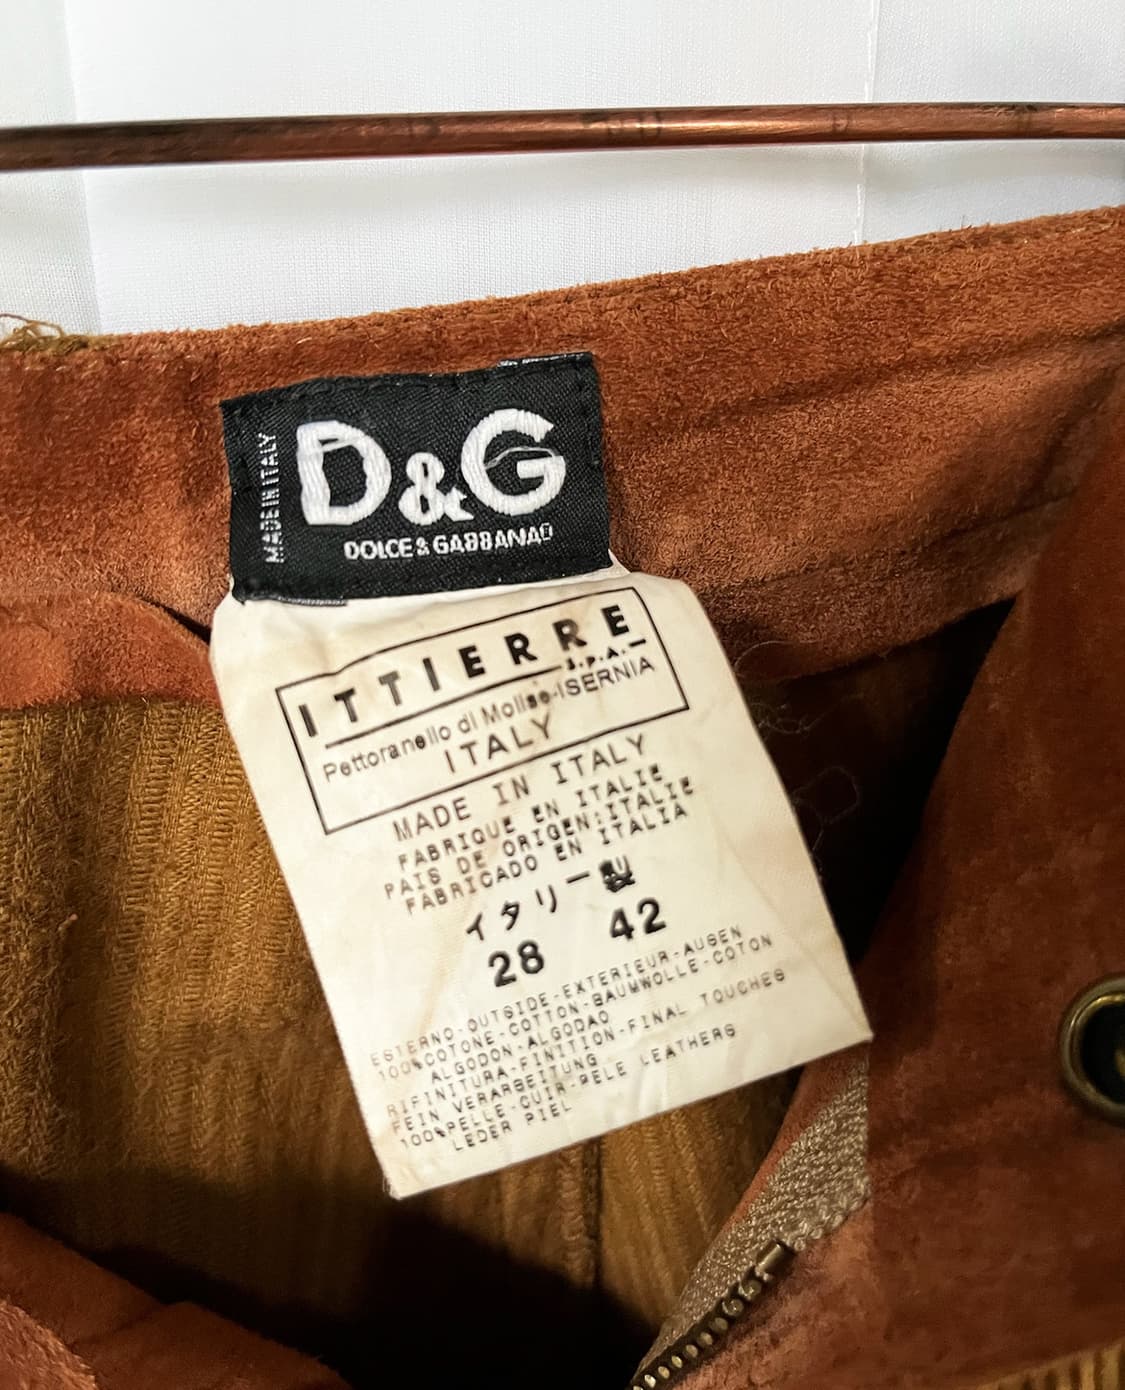 MADE IN ITALY
D&G
DOLCE & GABBANA
ITTIERRE
S.P.A.
Pettoranello di Molise-ISERNIA
ITALY
MADE IN ITALY
FABRIQUE EN ITALIE
PAIS DE ORIGEN:ITALIE
FABRICADO EN ITALIA
イタリー製
28 42
ESTERNO-OUTSIDE-EXTERIEUR-AUSEN
100%COTONE-COTTON-BAUMWOLLE-COTON
ALGODON-ALGODAO
RIFINITURA-FINITION-FINAL TOUCHES
FEIN VERARBEITUNG
100%PELLE-CUIR-PELE LEATHERS
LEDER PIEL